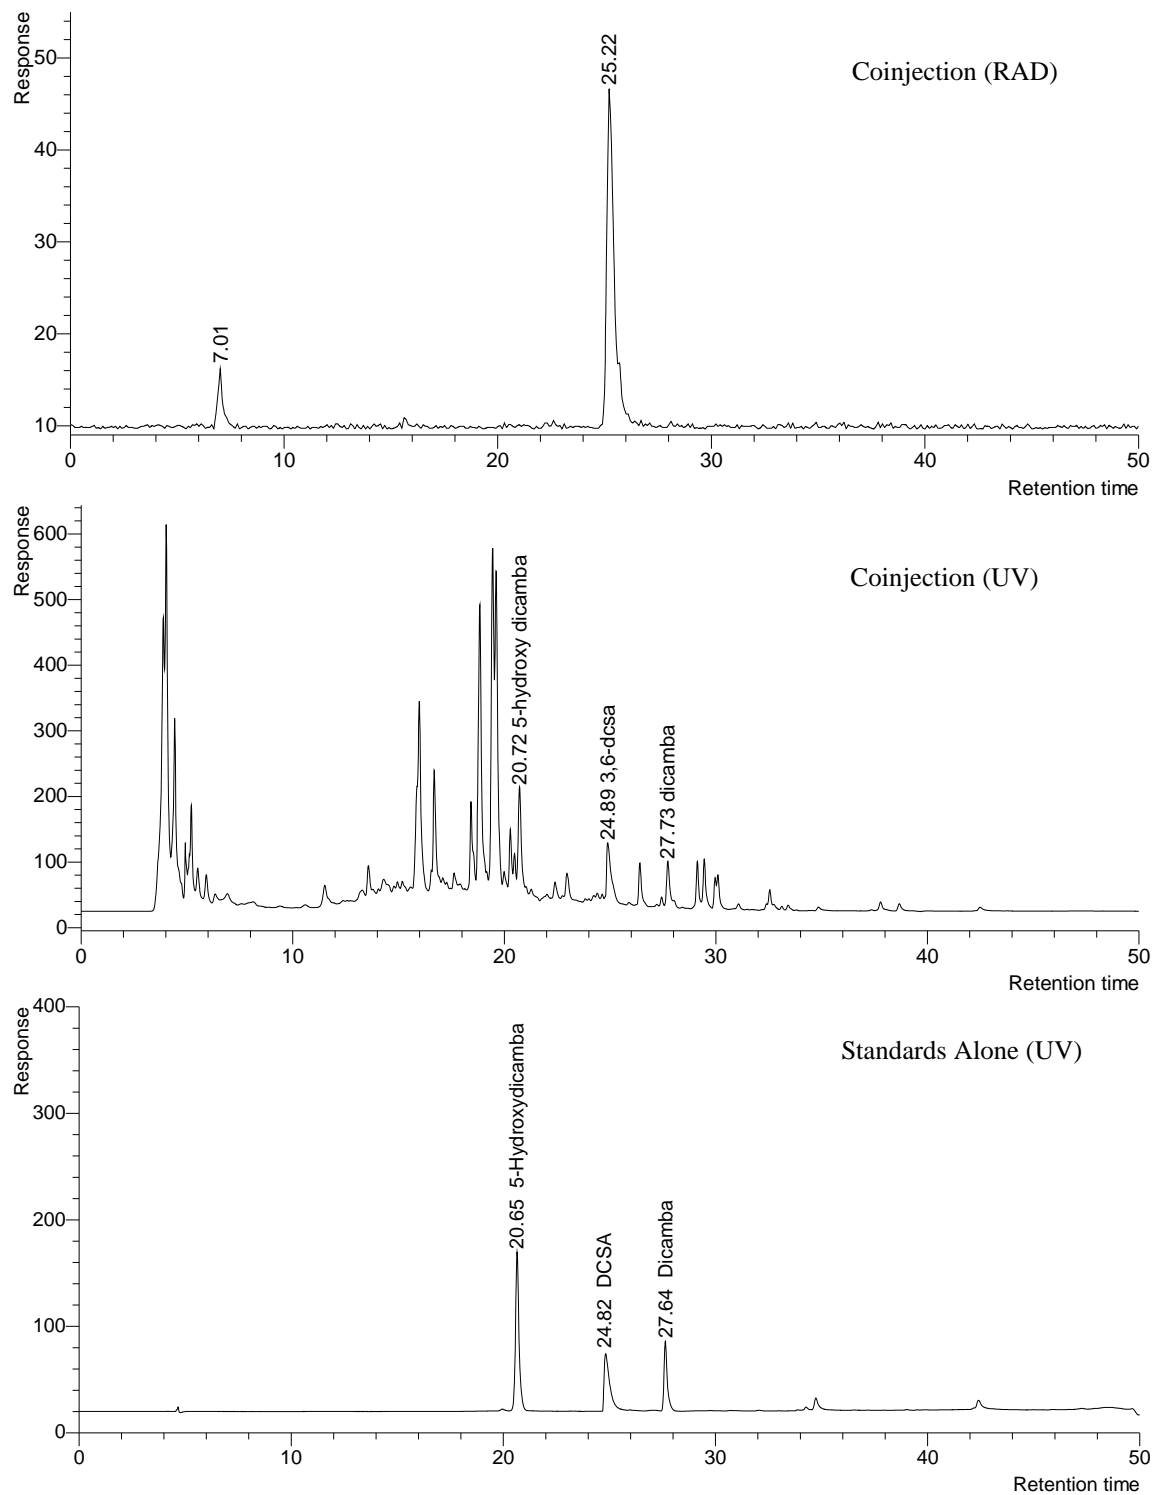 Response
Coinjection (RAD)
50
40
30
20
10
7.01
25.22
0 10 20 30 40 50
Retention time
Response
Coinjection (UV)
600
500
400
300
200
100
0
20.72 5-hydroxy dicamba
24.89 3,6-dcsa
27.73 dicamba
0 10 20 30 40 50
Retention time
Response
Standards Alone (UV)
400
300
200
100
0
20.65 5-Hydroxydicamba
24.82 DCSA
27.64 Dicamba
0 10 20 30 40 50
Retention time